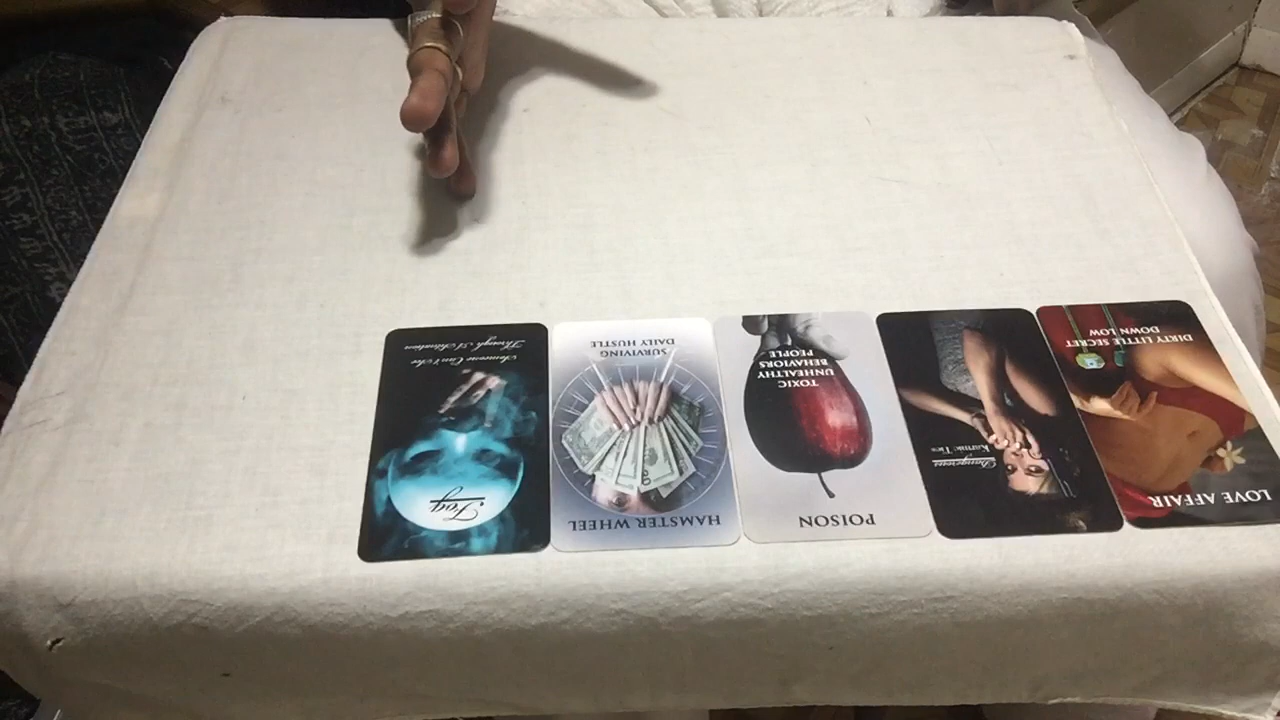 Fog
Someone Can't See
Through A Situation
HAMSTER WHEEL
DAILY HUSTLE
SURVIVING
POISON
TOXIC
UNHEALTHY
BEHAVIORS
PEOPLE
Dangerous
Karmic Ties
LOVE AFFAIR
DIRTY LITTLE SECRET
DOWN LOW